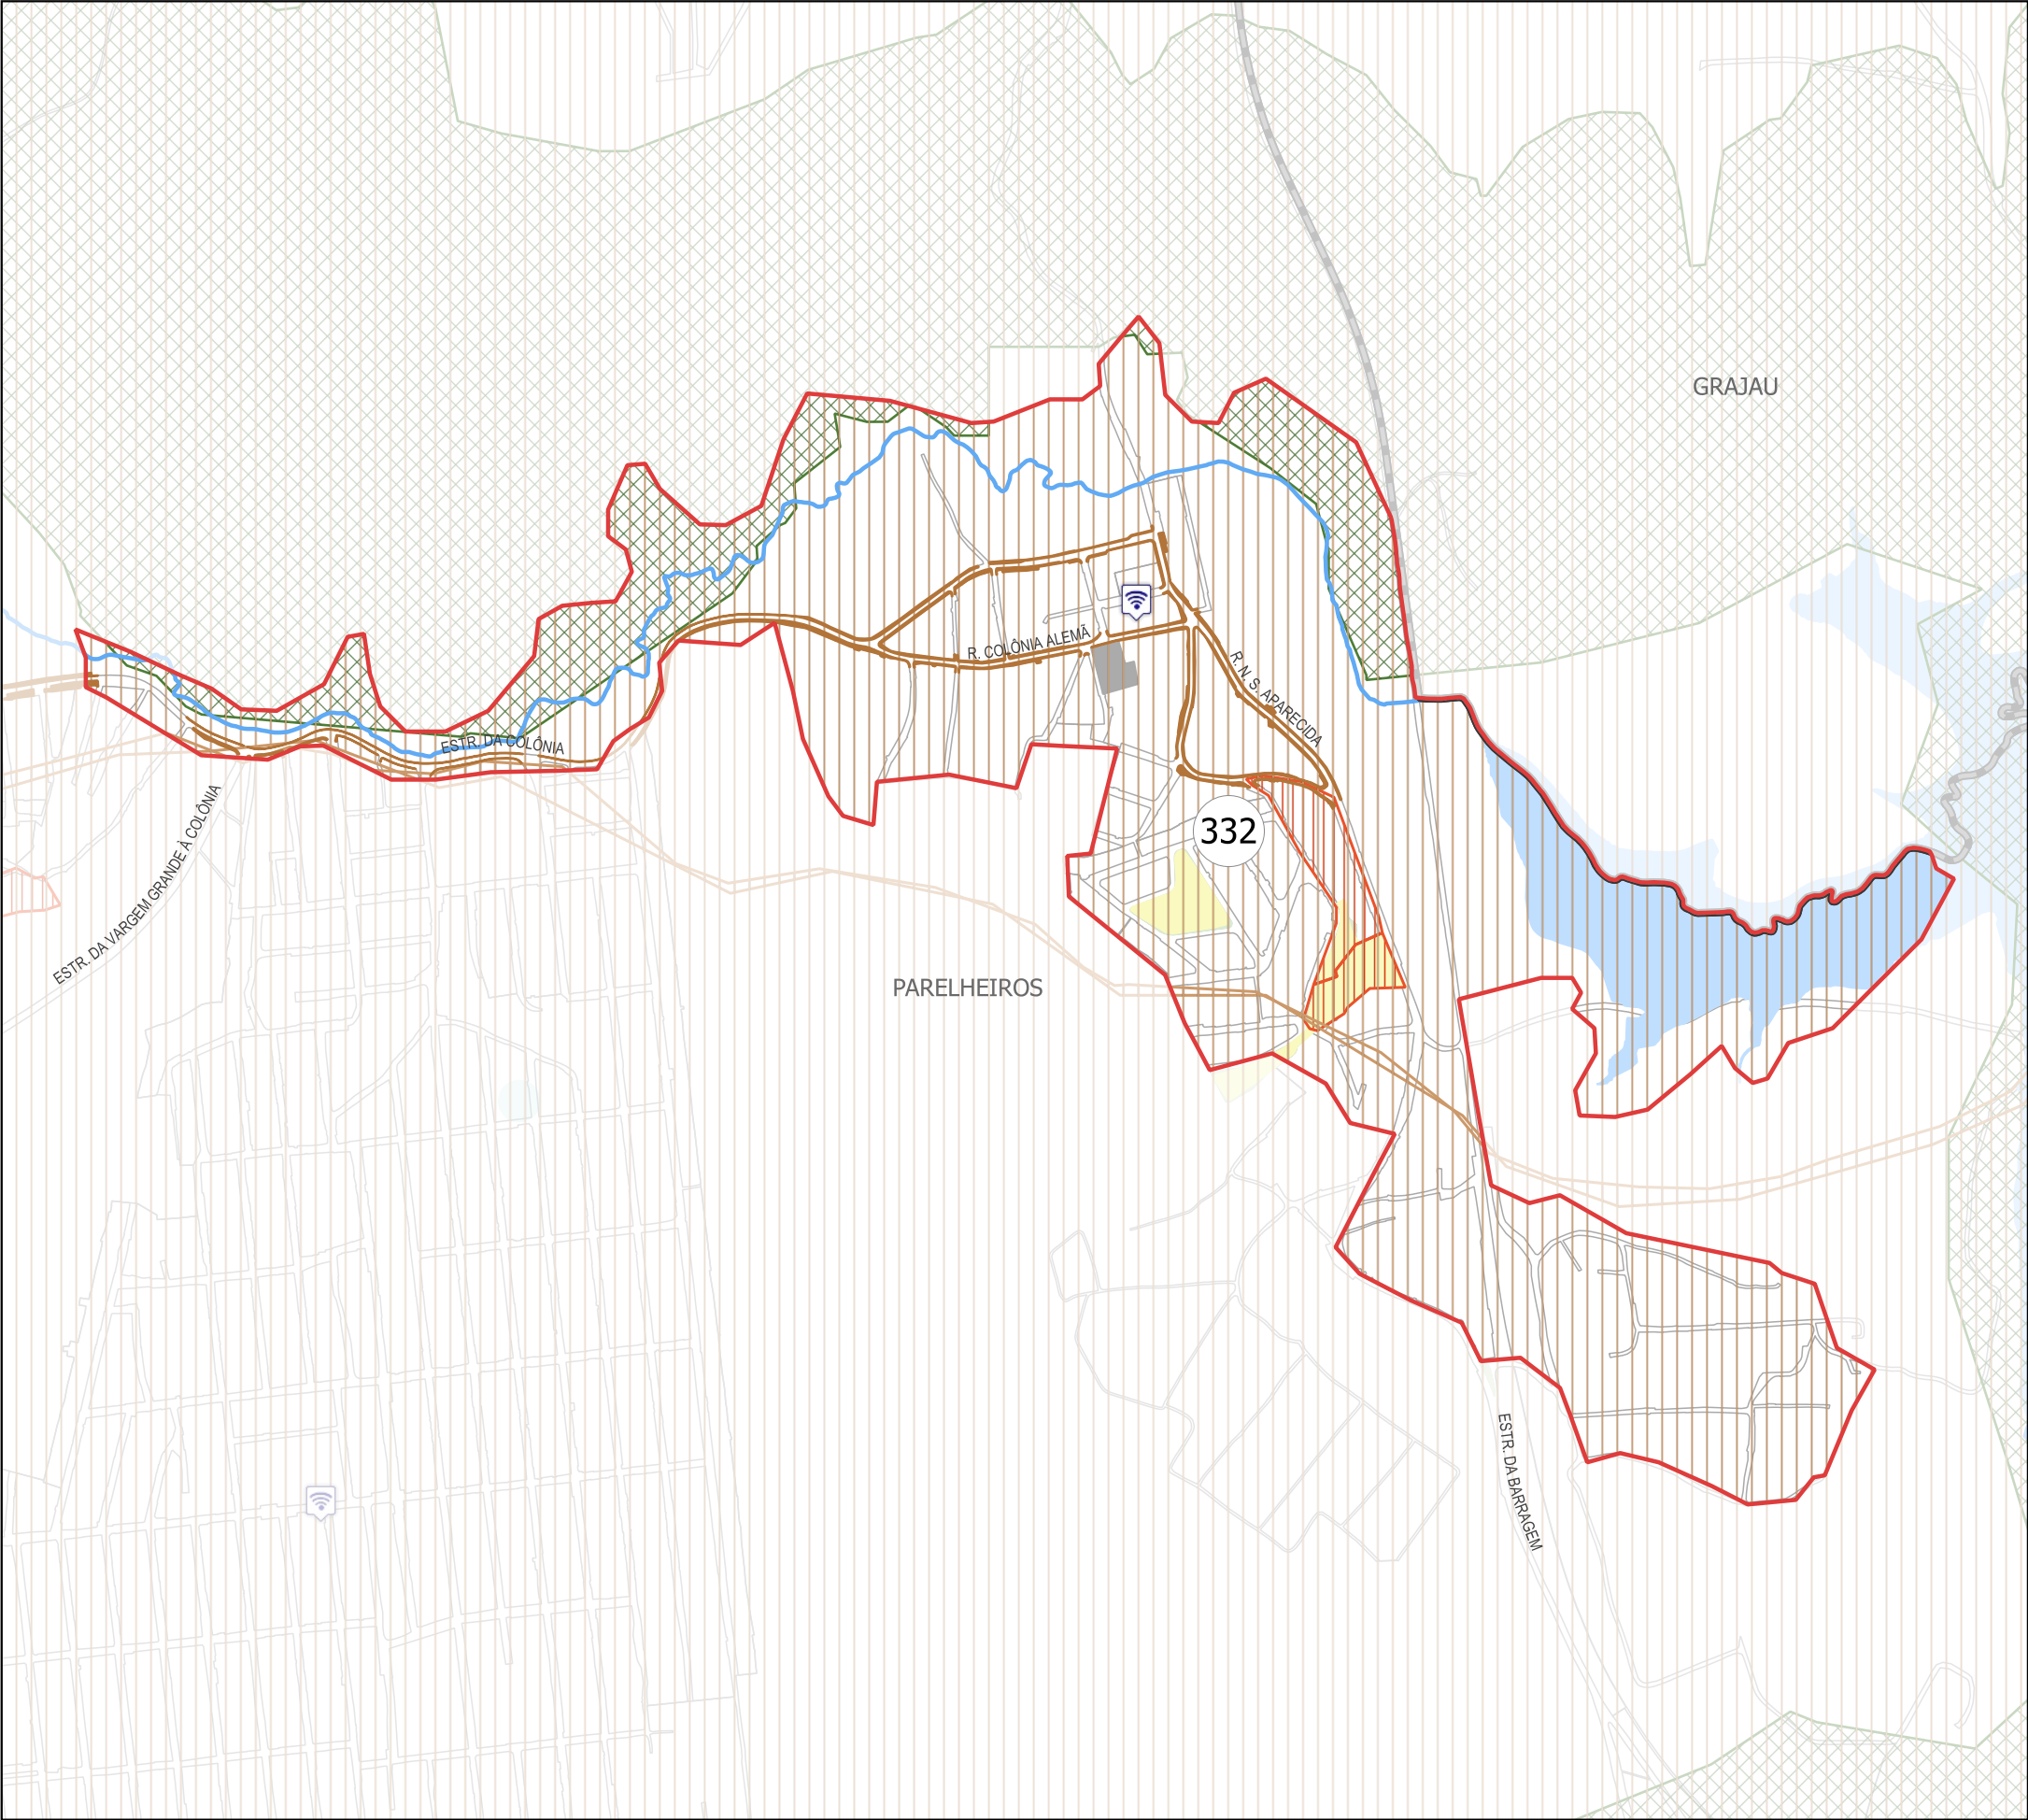 GRAJAU
R. COLÔNIA ALEMÃ
R. N. S. APARECIDA
ESTR. DA COLÔNIA
332
ESTR. DA VARGEM GRANDE À COLÔNIA
PARELHEIROS
ESTR. DA BARRAGEM